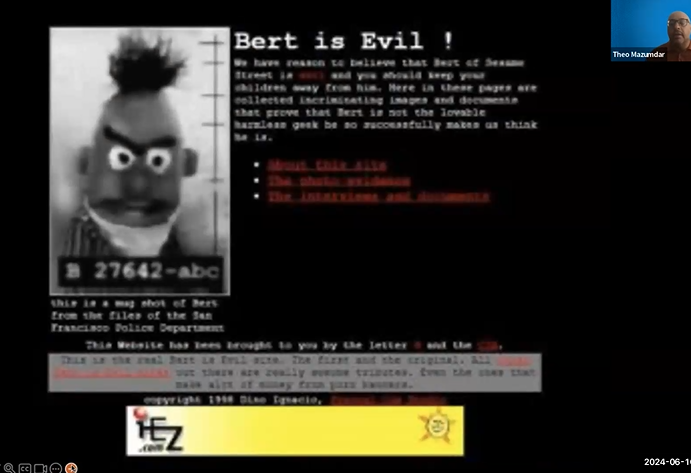 Bert is Evil !
We have reason to believe that Bert of Sesame
Street is evil and you should keep your
children away from him. Here in these pages are
collected incriminating images and documents
that prove that Bert is not the lovable
harmless geek he so successfully makes us think
he is.
About this site
The photo evidence
The interviews and documents
B 27642-abc
this is a mug shot of Bert
from the files of the San
Francisco Police Department
This Website has been brought to you by the letter and the
This is the real Bert is Evil site. The first and the original. All
out there are really awesome tributes. Even the ones that
make alot of money from porn banners.
copyright 1998 Dino Ignacio,
.com
Theo Mazumdar
CC